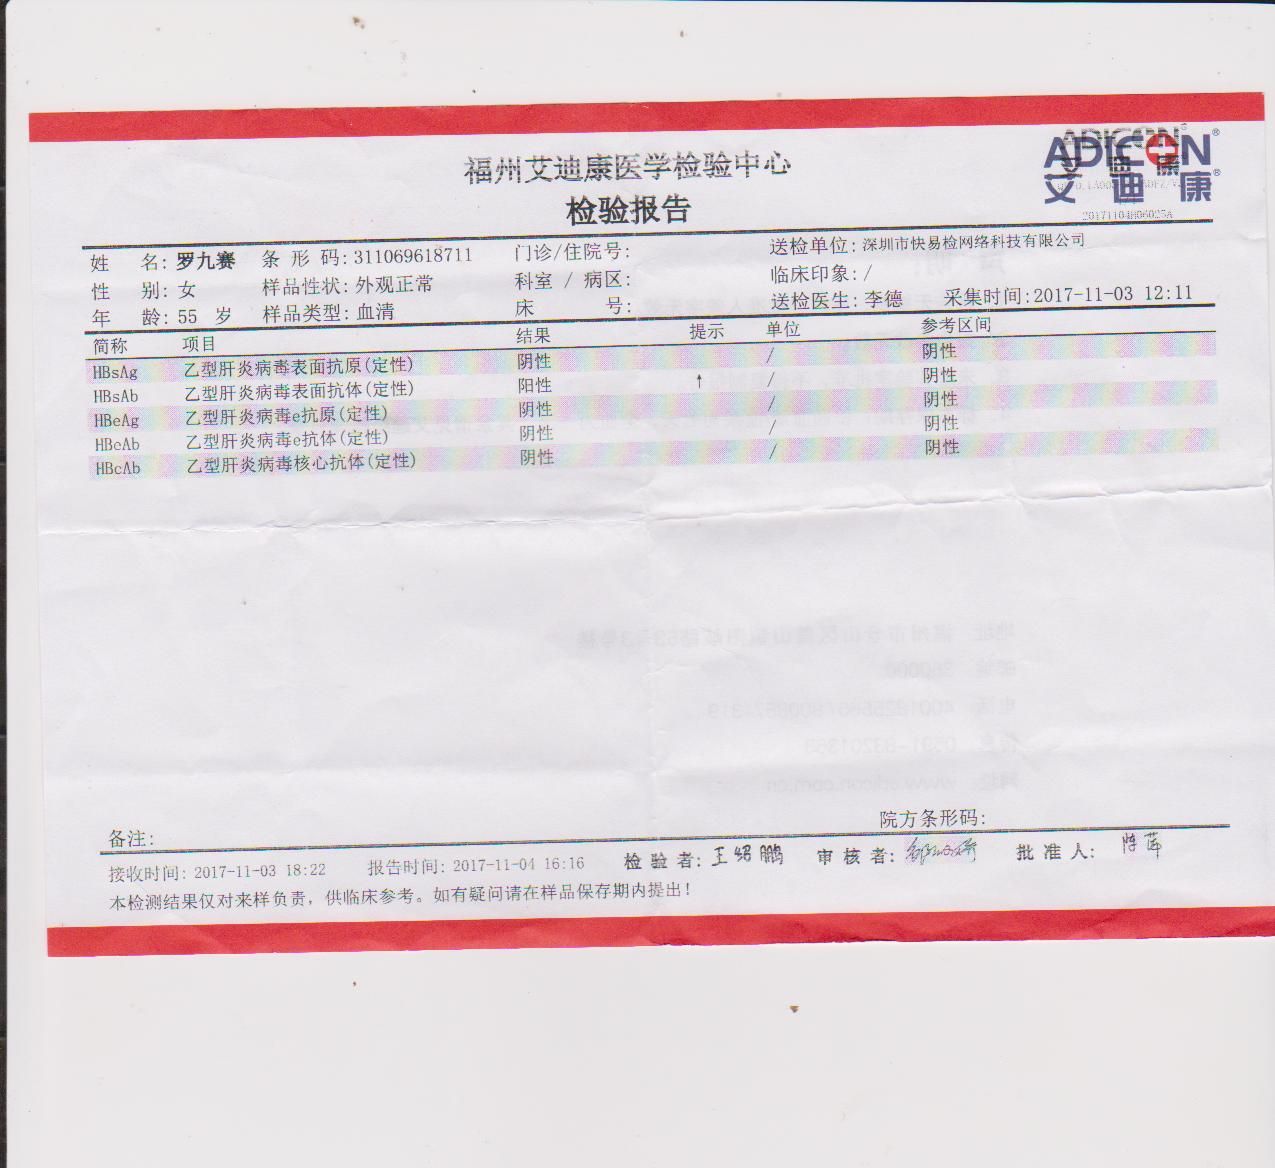 福州艾迪康医学检验中心
检验报告
ADICON
艾迪康
20171104H06025A
姓 名: 罗九赛 条形码: 311069618711 门诊/住院号: 送检单位: 深圳市快易检网络科技有限公司
性 别: 女 样品性状: 外观正常 科室 / 病区: 临床印象: /
年 龄: 55 岁 样品类型: 血清 床 号: 送检医生: 李德 采集时间: 2017-11-03 12:11
简称 项目 结果 提示 单位 参考区间
HBsAg 乙型肝炎病毒表面抗原(定性) 阴性 / 阴性
HBsAb 乙型肝炎病毒表面抗体(定性) 阳性 ↑ / 阴性
HBeAg 乙型肝炎病毒e抗原(定性) 阴性 / 阴性
HBeAb 乙型肝炎病毒e抗体(定性) 阴性 / 阴性
HBcAb 乙型肝炎病毒核心抗体(定性) 阴性 / 阴性
备注: 院方条形码:
接收时间: 2017-11-03 18:22 报告时间: 2017-11-04 16:16 检验者: 王绍鹏 审核者: 批准人:
本检测结果仅对来样负责，供临床参考。如有疑问请在样品保存期内提出!